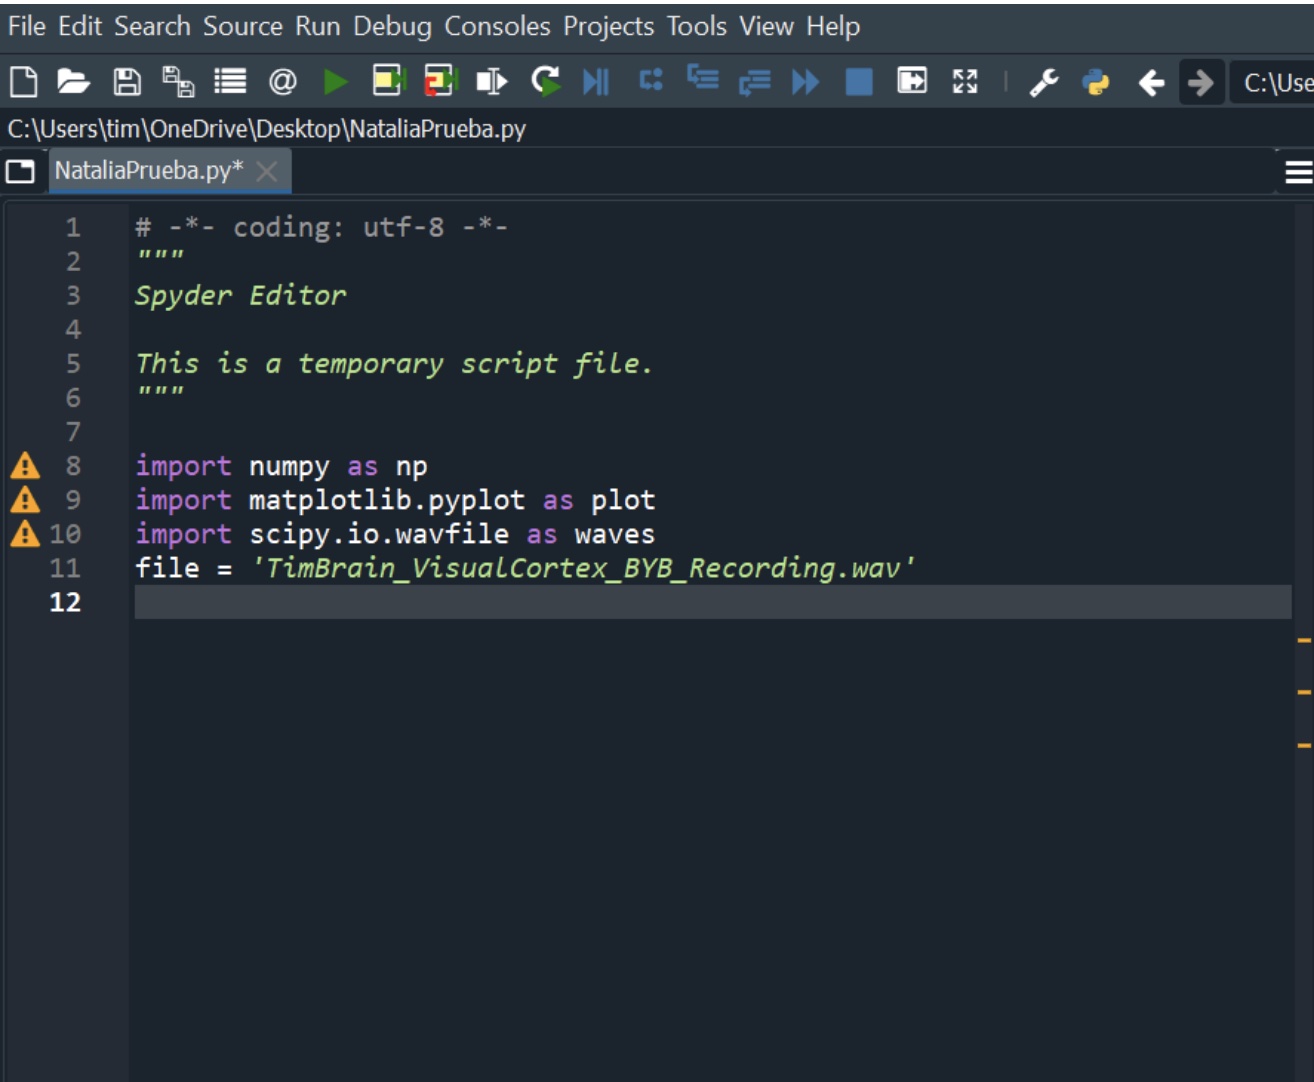 File Edit Search Source Run Debug Consoles Projects Tools View Help
C:\Use
C:\Users\tim\OneDrive\Desktop\NataliaPrueba.py
NataliaPrueba.py*
1 # -*- coding: utf-8 -*-
2 """
3 Spyder Editor
4
5 This is a temporary script file.
6 """
7
8 import numpy as np
9 import matplotlib.pyplot as plot
10 import scipy.io.wavfile as waves
11 file = 'TimBrain_VisualCortex_BYB_Recording.wav'
12